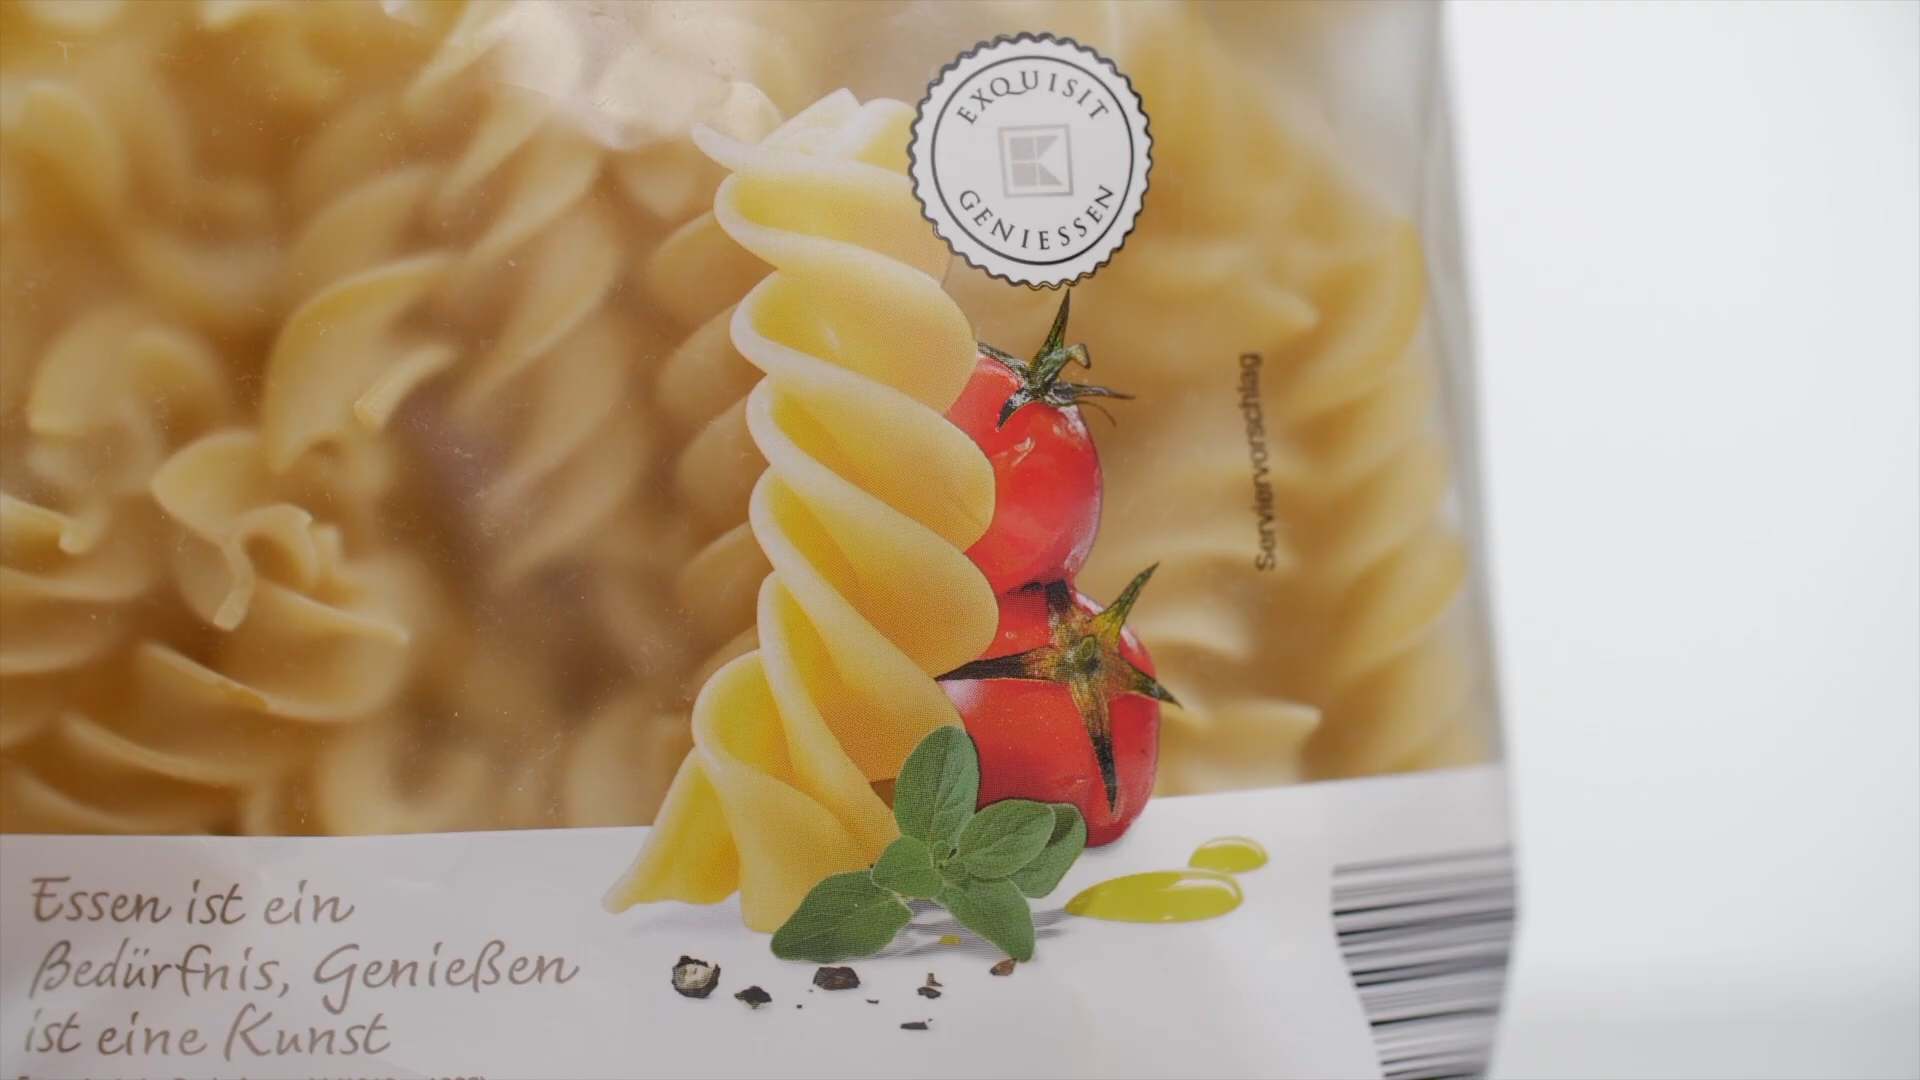 EXQUISIT
GENIESSEN
Serviervorschlag
Essen ist ein
Bedürfnis, Genießen
ist eine Kunst